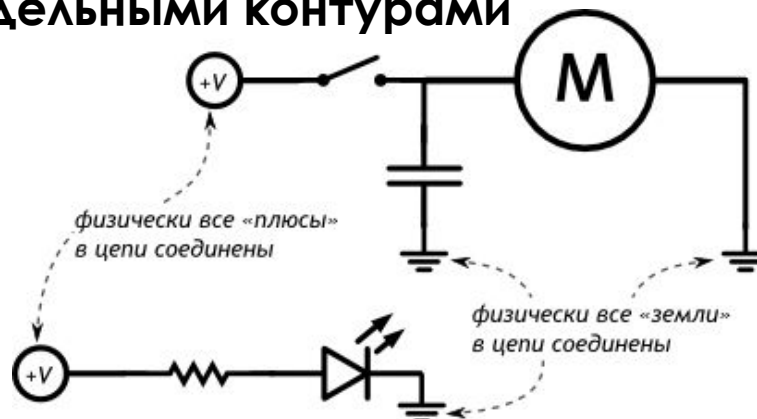 дельными контурами
+V
M
физически все «плюсы»
в цепи соединены
физически все «земли»
в цепи соединены
+V